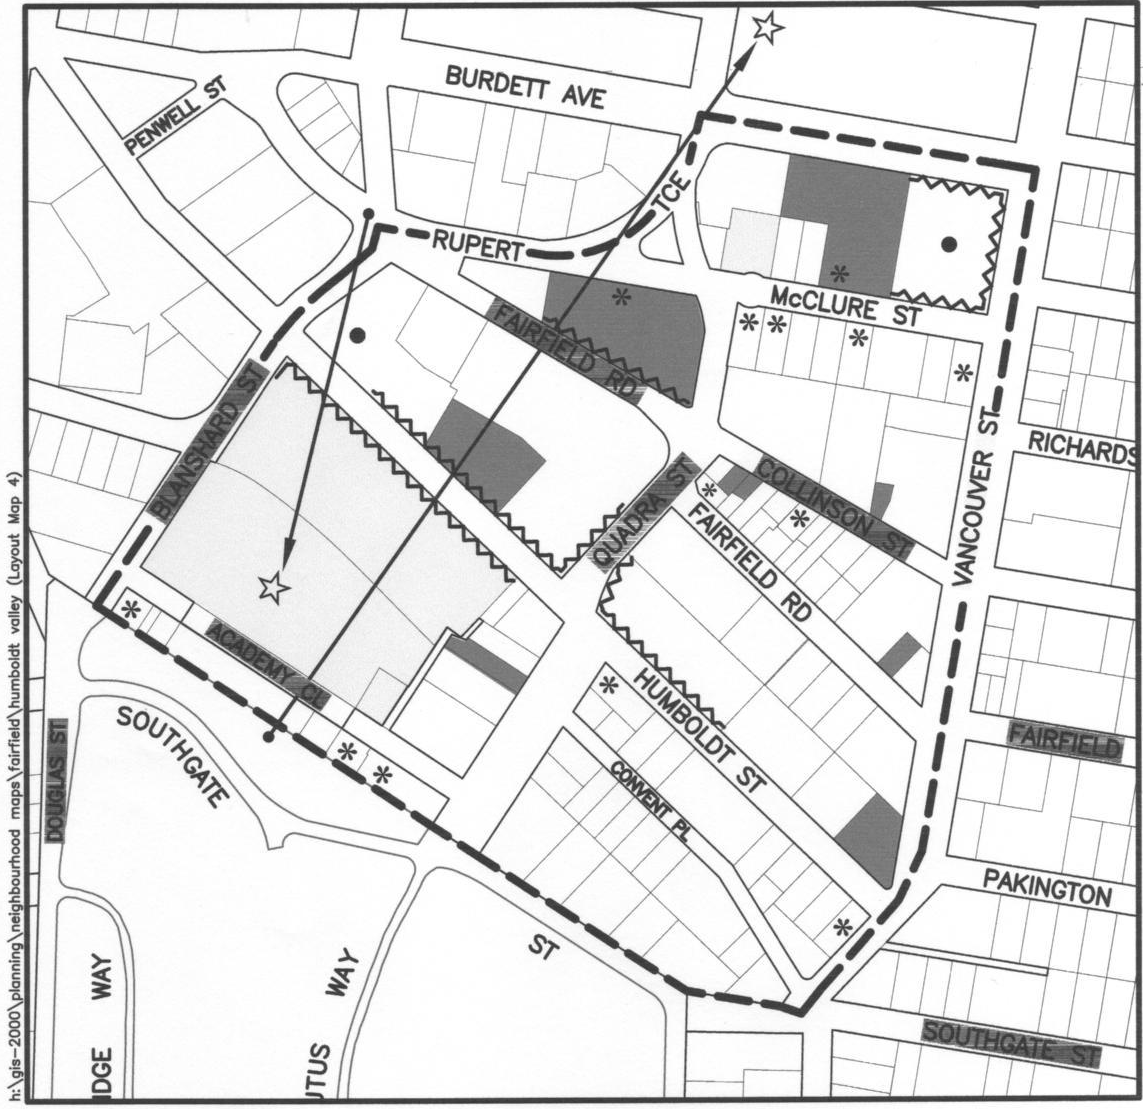 BURDETT AVE
PENWELL ST
TCE
RUPERT
McCLURE ST
FAIRFIELD RD
BLANSHARD ST
RICHARDS
VANCOUVER ST
COLLINSON ST
QUADRA ST
FAIRFIELD RD
ACADEMY CL
HUMBOLDT ST
SOUTHGATE
DOUGLAS ST
FAIRFIELD
CONVENT PL
PAKINGTON
ST
IDGE WAY
UTUS WAY
SOUTHGATE ST
h:\gis-2000\planning\neighbourhood maps\fairfield\humboldt valley (Layout Map 4)